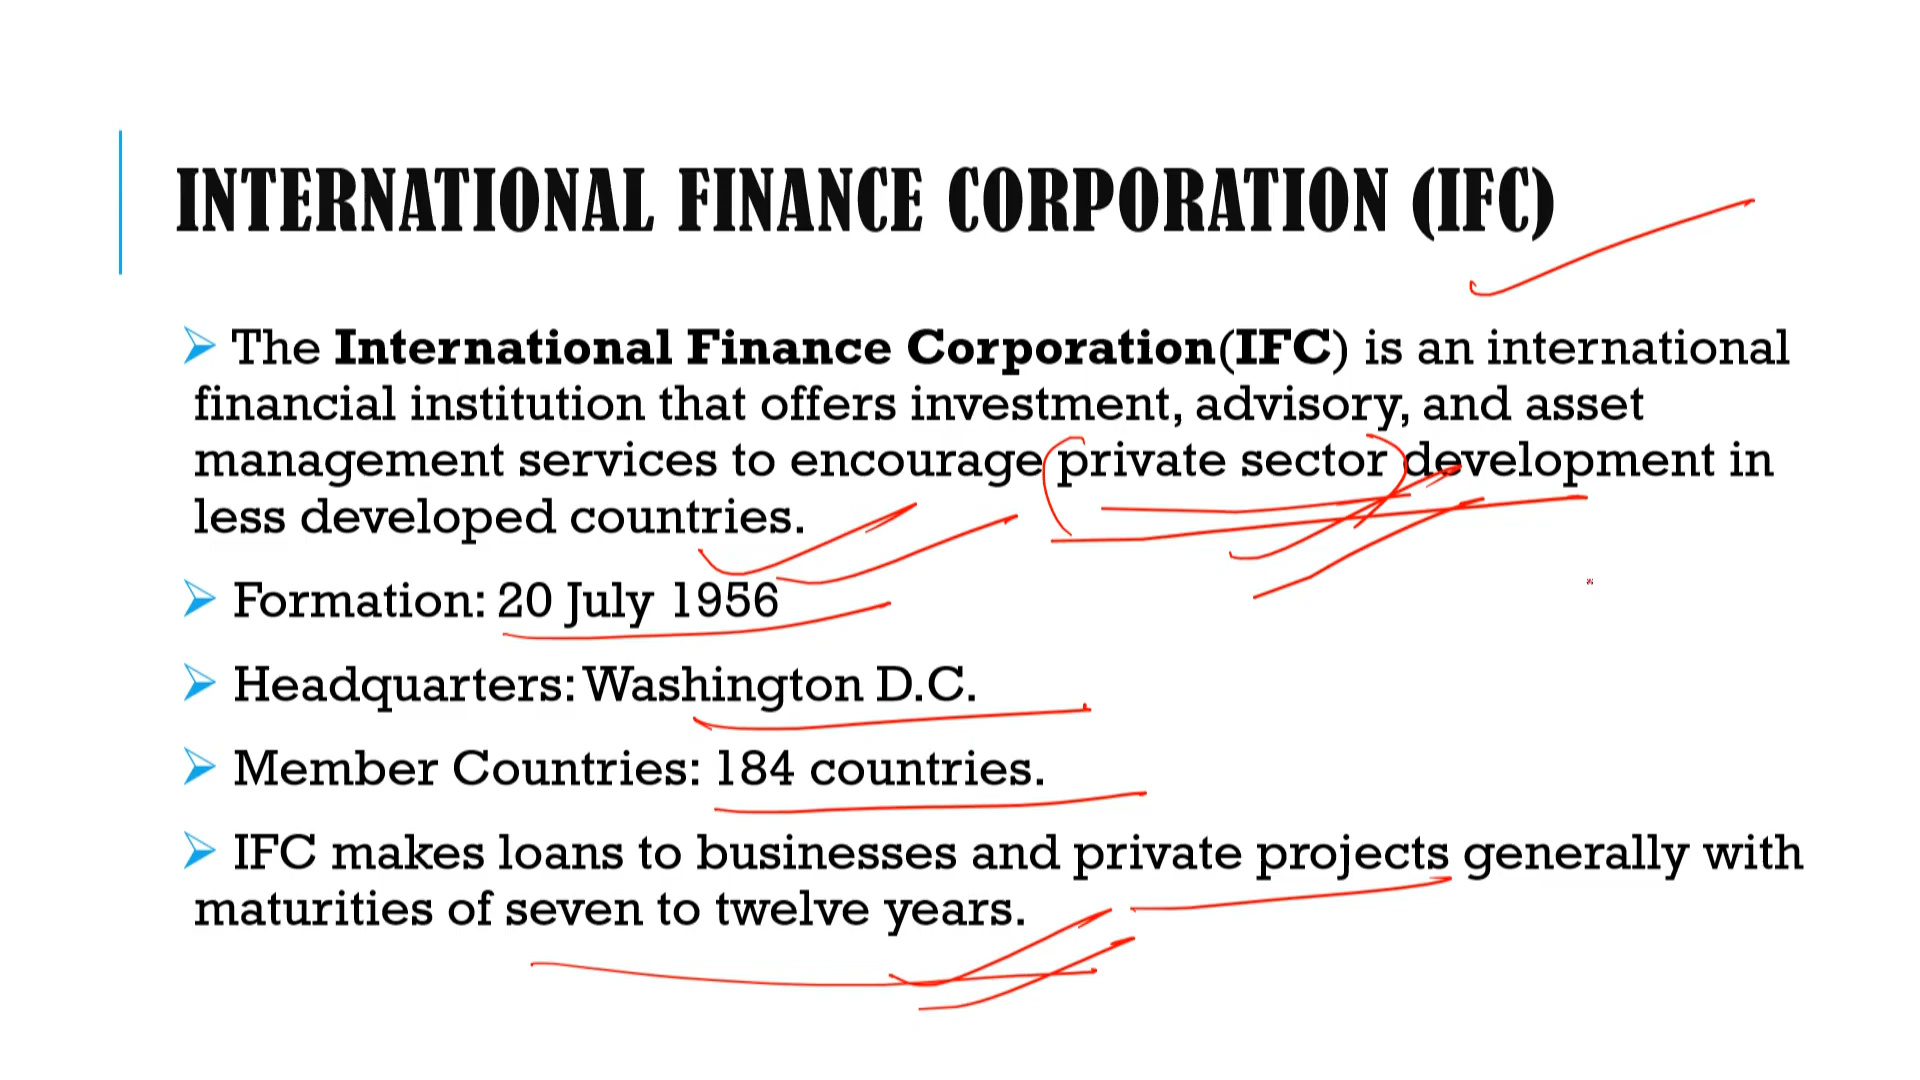 INTERNATIONAL FINANCE CORPORATION (IFC)
The International Finance Corporation(IFC) is an international
financial institution that offers investment, advisory, and asset
management services to encourage private sector development in
less developed countries.
Formation: 20 July 1956
Headquarters: Washington D.C.
Member Countries: 184 countries.
IFC makes loans to businesses and private projects generally with
maturities of seven to twelve years.